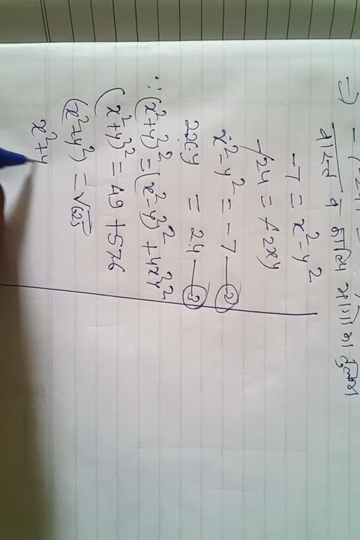 वास्तव व काल्पनिक भागांची तुलना
-7 = x² - y²
+24 = +2xy
x² - y² = -7 — ②
2xy = 24 — ③
∵ (x² + y²)² = (x² - y²)² + 4x²y²
(x² + y²)² = 49 + 576
(x² + y²) = √625
x² + y